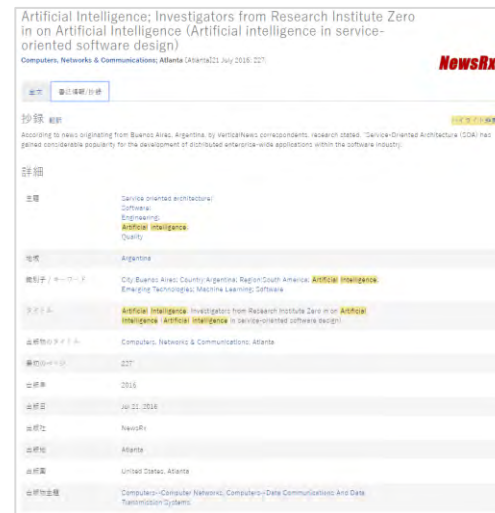 Artificial Intelligence; Investigators from Research Institute Zero
in on Artificial Intelligence (Artificial intelligence in service-
oriented software design)
Computers, Networks & Communications; Atlanta [Atlanta]21 July 2016: 227.
NewsRx
全文 書誌情報/抄録
抄録 翻訳
According to news originating from Buenos Aires, Argentina, by VerticalNews correspondents, research stated, "Service-Oriented Architecture (SOA) has
gained considerable popularity for the development of distributed enterprise-wide applications within the software industry.
詳細
主題 Service oriented architecture;
Software;
Engineering;
Artificial intelligence;
Quality
地域 Argentina
識別子 / キーワード City:Buenos Aires; Country:Argentina; Region:South America; Artificial Intelligence;
Emerging Technologies; Machine Learning; Software
タイトル Artificial Intelligence; Investigators from Research Institute Zero in on Artificial
Intelligence (Artificial intelligence in service-oriented software design)
出版物のタイトル Computers, Networks & Communications; Atlanta
最初のページ 227
出版年 2016
出版日 Jul 21, 2016
出版社 NewsRx
出版地 Atlanta
出版国 United States, Atlanta
出版物主題 Computers--Computer Networks, Computers--Data Communications And Data
Transmission Systems